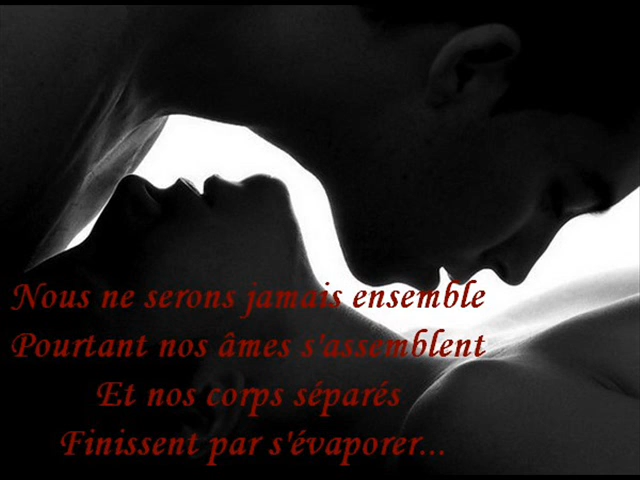 Nous ne serons jamais ensemble
Pourtant nos âmes s'assemblent
Et nos corps séparés
Finissent par s'évaporer...